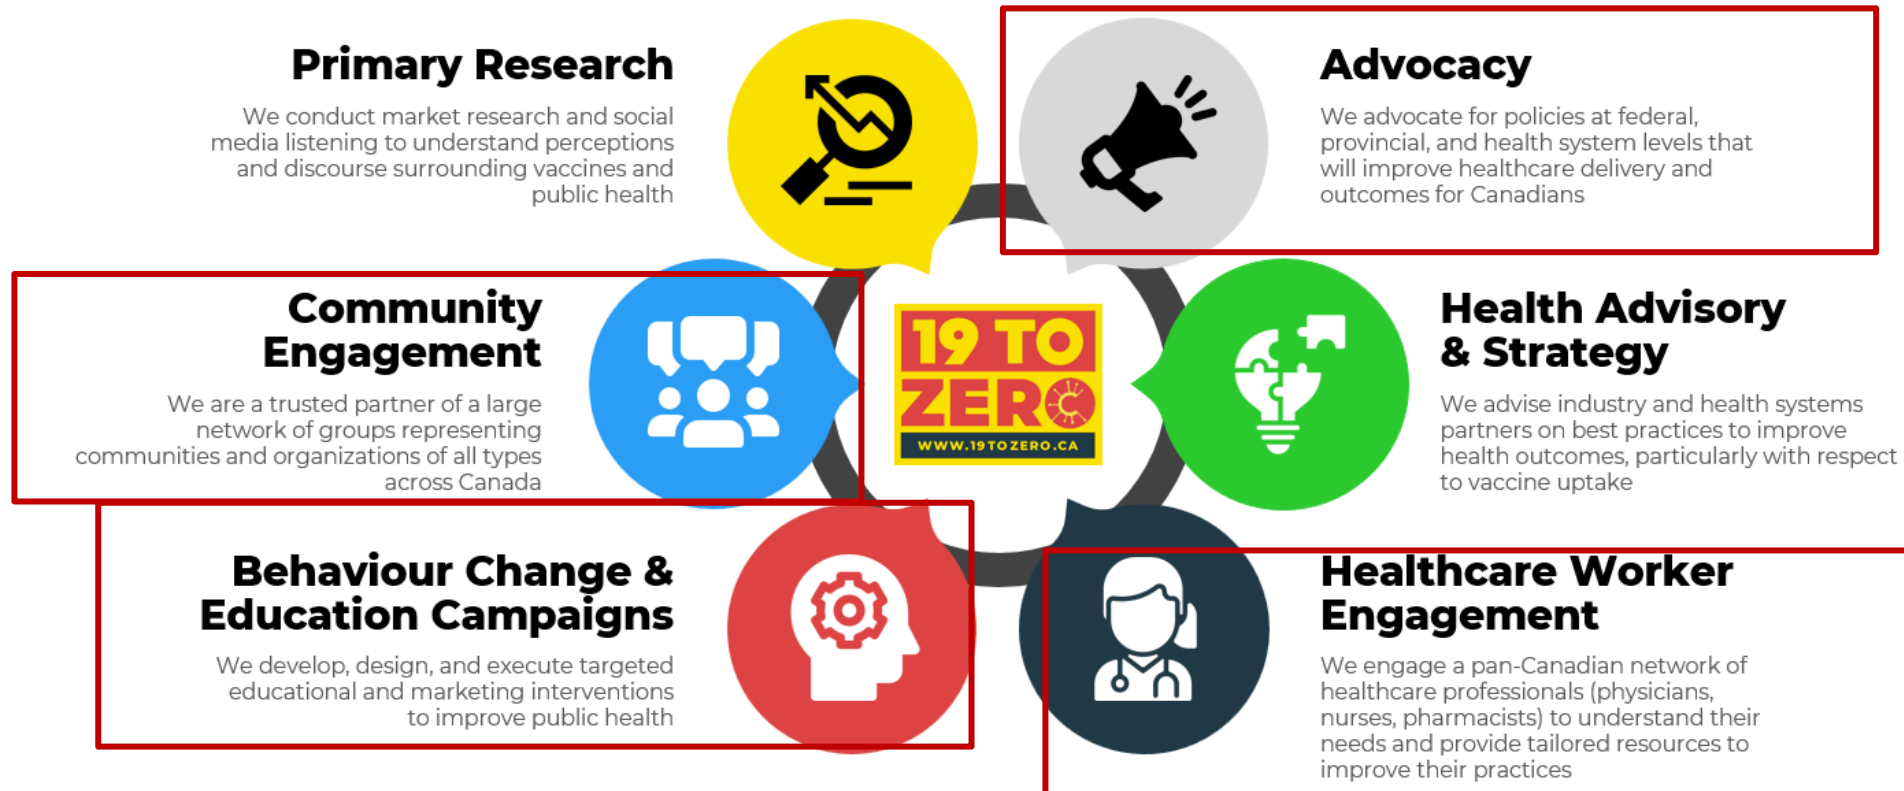 Primary Research
We conduct market research and social
media listening to understand perceptions
and discourse surrounding vaccines and
public health
Advocacy
We advocate for policies at federal,
provincial, and health system levels that
will improve healthcare delivery and
outcomes for Canadians
Community
Engagement
We are a trusted partner of a large
network of groups representing
communities and organizations of all types
across Canada
19 TO
ZERO
WWW.19TOZERO.CA
Health Advisory
& Strategy
We advise industry and health systems
partners on best practices to improve
health outcomes, particularly with respect
to vaccine uptake
Behaviour Change &
Education Campaigns
We develop, design, and execute targeted
educational and marketing interventions
to improve public health
Healthcare Worker
Engagement
We engage a pan-Canadian network of
healthcare professionals (physicians,
nurses, pharmacists) to understand their
needs and provide tailored resources to
improve their practices